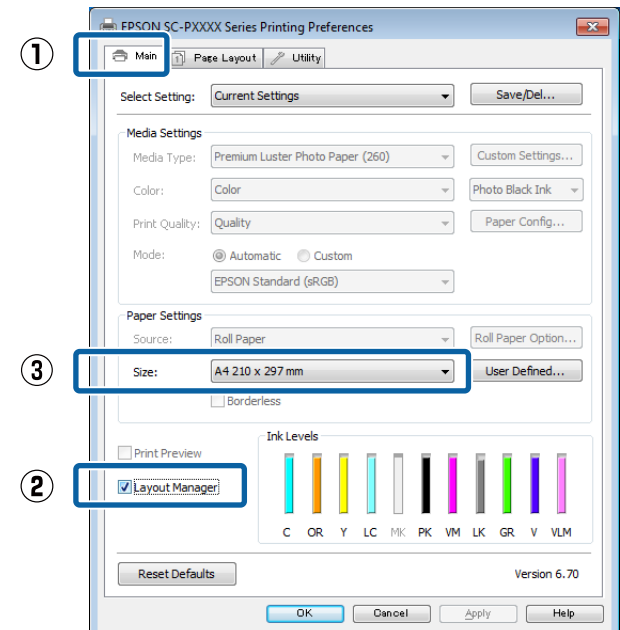 EPSON SC-PXXXX Series Printing Preferences
1 Main Page Layout Utility
Select Setting: Current Settings Save/Del...
Media Settings
Media Type: Premium Luster Photo Paper (260) Custom Settings...
Color: Color Photo Black Ink
Print Quality: Quality Paper Config...
Mode: Automatic Custom
EPSON Standard (sRGB)
Paper Settings
Source: Roll Paper Roll Paper Option...
3 Size: A4 210 x 297 mm User Defined...
Borderless
Ink Levels
Print Preview
2 Layout Manager
C OR Y LC MK PK VM LK GR V VLM
Reset Defaults Version 6.70
OK Cancel Apply Help